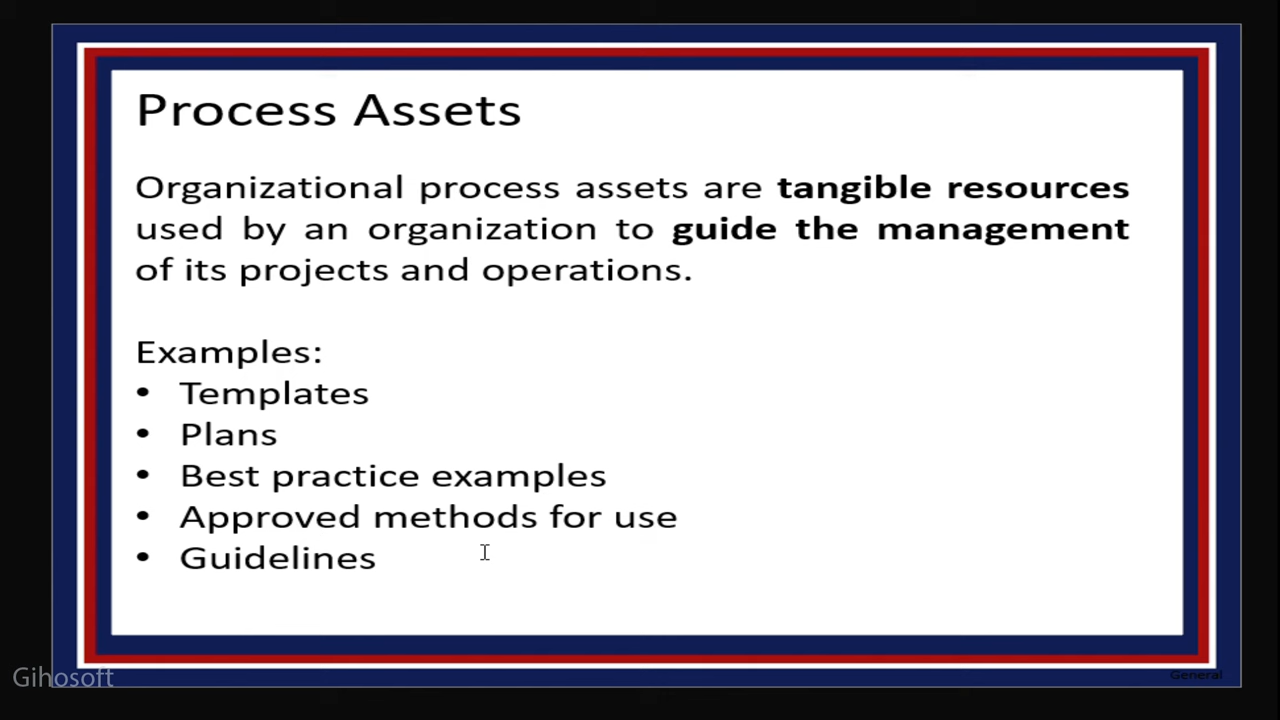 Process Assets
Organizational process assets are tangible resources
used by an organization to guide the management
of its projects and operations.
Examples:
• Templates
• Plans
• Best practice examples
• Approved methods for use
• Guidelines
Gihosoft
General